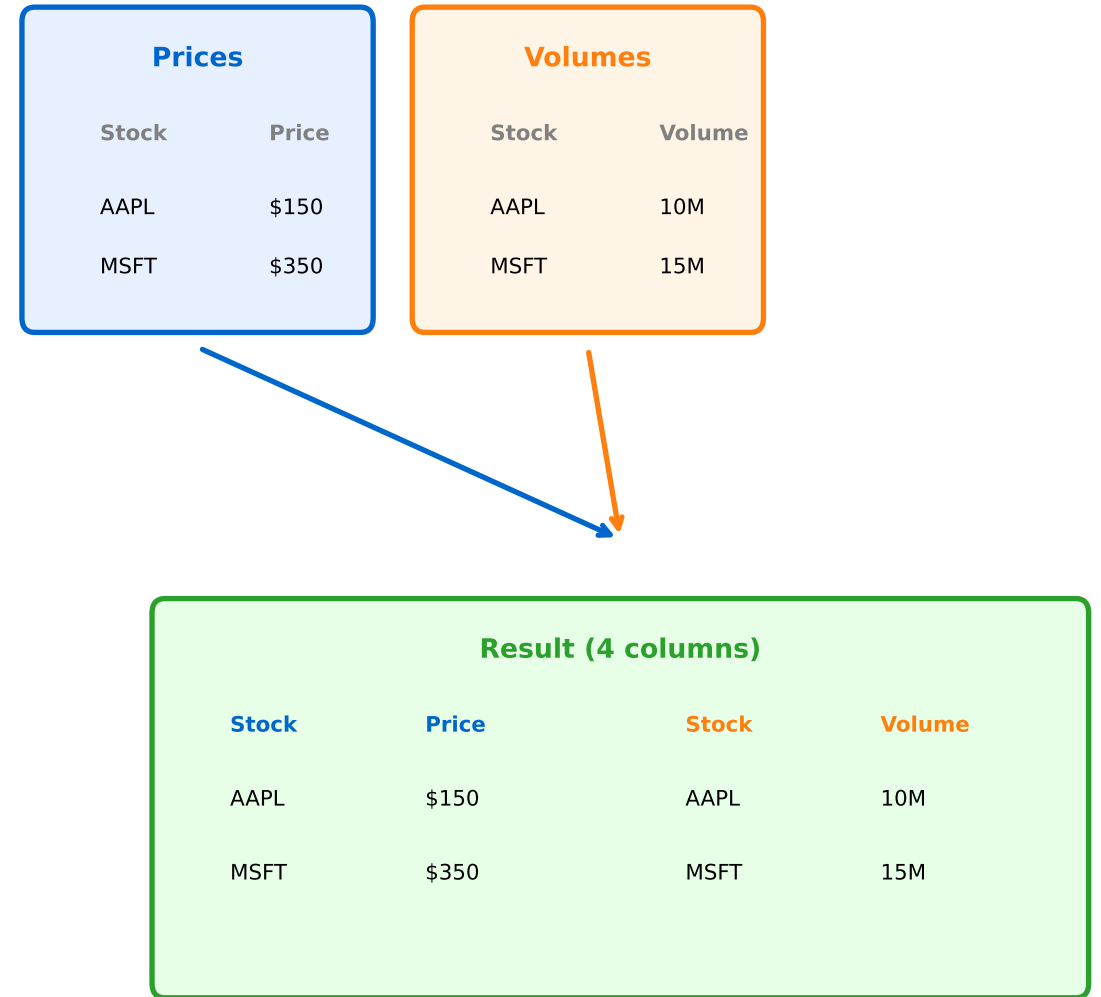 Prices
Stock Price
AAPL $150
MSFT $350
Volumes
Stock Volume
AAPL 10M
MSFT 15M
Result (4 columns)
Stock Price Stock Volume
AAPL $150 AAPL 10M
MSFT $350 MSFT 15M